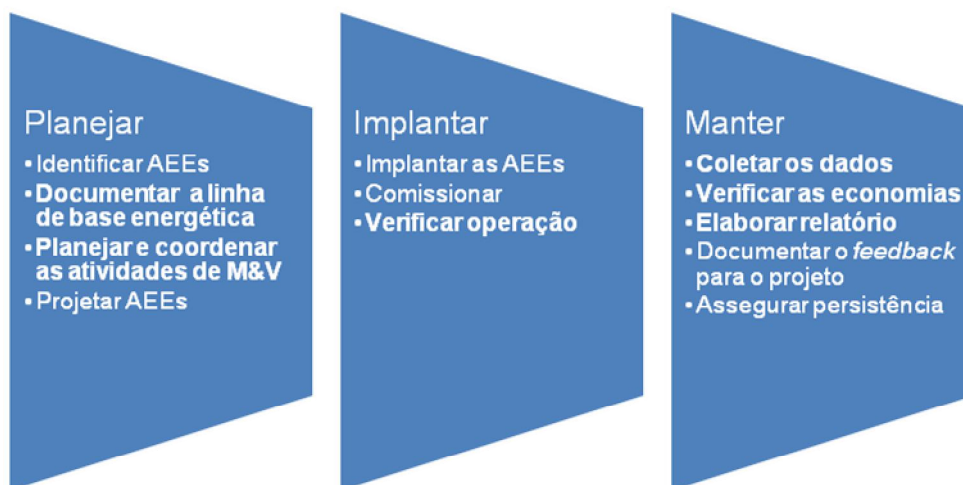 Planejar
• Identificar AEEs
• Documentar a linha
de base energética
• Planejar e coordenar
as atividades de M&V
• Projetar AEEs
Implantar
• Implantar as AEEs
• Comissionar
• Verificar operação
Manter
• Coletar os dados
• Verificar as economias
• Elaborar relatório
• Documentar o feedback
para o projeto
• Assegurar persistência